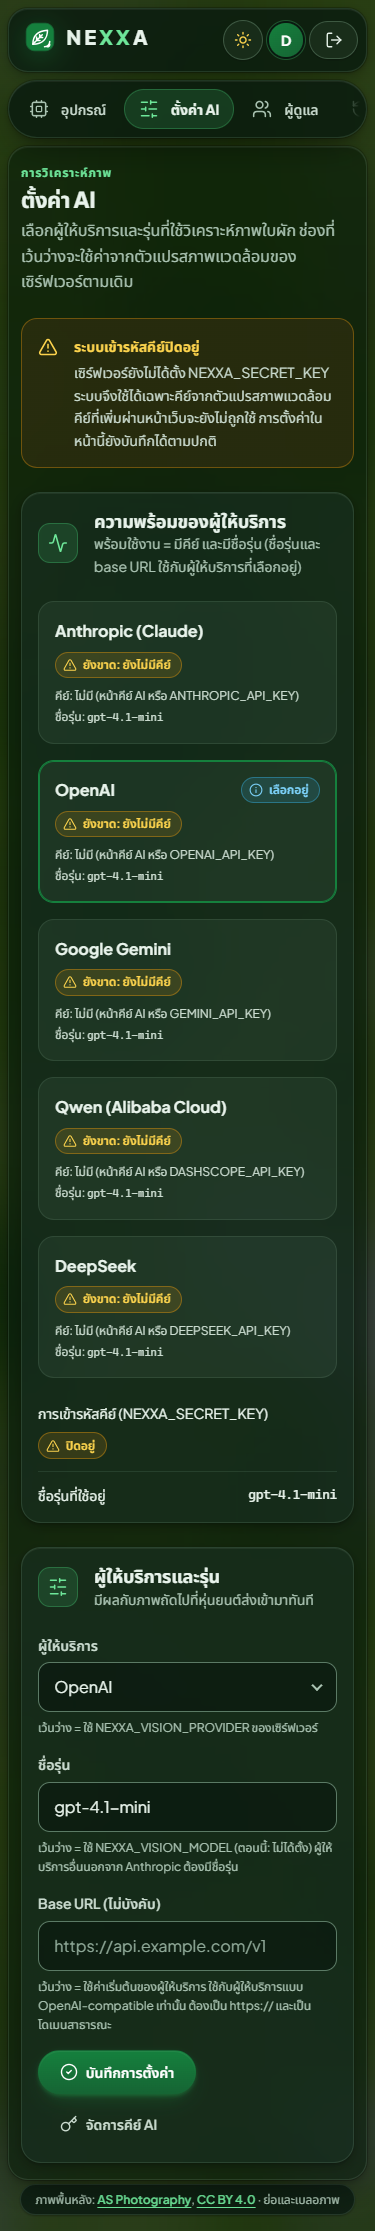 NEXXA
D
อุปกรณ์
ตั้งค่า AI
ผู้ดูแล
การวิเคราะห์ภาพ
ตั้งค่า AI
เลือกผู้ให้บริการและรุ่นที่ใช้วิเคราะห์ภาพใบผัก ช่องที่
เว้นว่างจะใช้ค่าจากตัวแปรสภาพแวดล้อมของ
เซิร์ฟเวอร์ตามเดิม
ระบบเข้ารหัสคีย์ปิดอยู่
เซิร์ฟเวอร์ยังไม่ได้ตั้ง NEXXA_SECRET_KEY
ระบบจึงใช้ได้เฉพาะคีย์จากตัวแปรสภาพแวดล้อม
คีย์ที่เพิ่มผ่านหน้าเว็บจะยังไม่ถูกใช้ การตั้งค่าใน
หน้านี้ยังบันทึกได้ตามปกติ
ความพร้อมของผู้ให้บริการ
พร้อมใช้งาน = มีคีย์ และมีชื่อรุ่น (ชื่อรุ่นและ
base URL ใช้กับผู้ให้บริการที่เลือกอยู่)
Anthropic (Claude)
ยังขาด: ยังไม่มีคีย์
คีย์: ไม่มี (หน้าคีย์ AI หรือ ANTHROPIC_API_KEY)
ชื่อรุ่น: gpt-4.1-mini
OpenAI
เลือกอยู่
ยังขาด: ยังไม่มีคีย์
คีย์: ไม่มี (หน้าคีย์ AI หรือ OPENAI_API_KEY)
ชื่อรุ่น: gpt-4.1-mini
Google Gemini
ยังขาด: ยังไม่มีคีย์
คีย์: ไม่มี (หน้าคีย์ AI หรือ GEMINI_API_KEY)
ชื่อรุ่น: gpt-4.1-mini
Qwen (Alibaba Cloud)
ยังขาด: ยังไม่มีคีย์
คีย์: ไม่มี (หน้าคีย์ AI หรือ DASHSCOPE_API_KEY)
ชื่อรุ่น: gpt-4.1-mini
DeepSeek
ยังขาด: ยังไม่มีคีย์
คีย์: ไม่มี (หน้าคีย์ AI หรือ DEEPSEEK_API_KEY)
ชื่อรุ่น: gpt-4.1-mini
การเข้ารหัสคีย์ (NEXXA_SECRET_KEY)
ปิดอยู่
ชื่อรุ่นที่ใช้อยู่ gpt-4.1-mini
ผู้ให้บริการและรุ่น
มีผลกับภาพถัดไปที่หุ่นยนต์ส่งเข้ามาทันที
ผู้ให้บริการ
OpenAI
เว้นว่าง = ใช้ NEXXA_VISION_PROVIDER ของเซิร์ฟเวอร์
ชื่อรุ่น
gpt-4.1-mini
เว้นว่าง = ใช้ NEXXA_VISION_MODEL (ตอนนี้: ไม่ได้ตั้ง) ผู้ให้
บริการอื่นนอกจาก Anthropic ต้องมีชื่อรุ่น
Base URL (ไม่บังคับ)
https://api.example.com/v1
เว้นว่าง = ใช้ค่าเริ่มต้นของผู้ให้บริการ ใช้กับผู้ให้บริการแบบ
OpenAI-compatible เท่านั้น ต้องเป็น https:// และเป็น
โดเมนสาธารณะ
บันทึกการตั้งค่า
จัดการคีย์ AI
ภาพพื้นหลัง: AS Photography, CC BY 4.0 · ย่อและเบลอภาพ